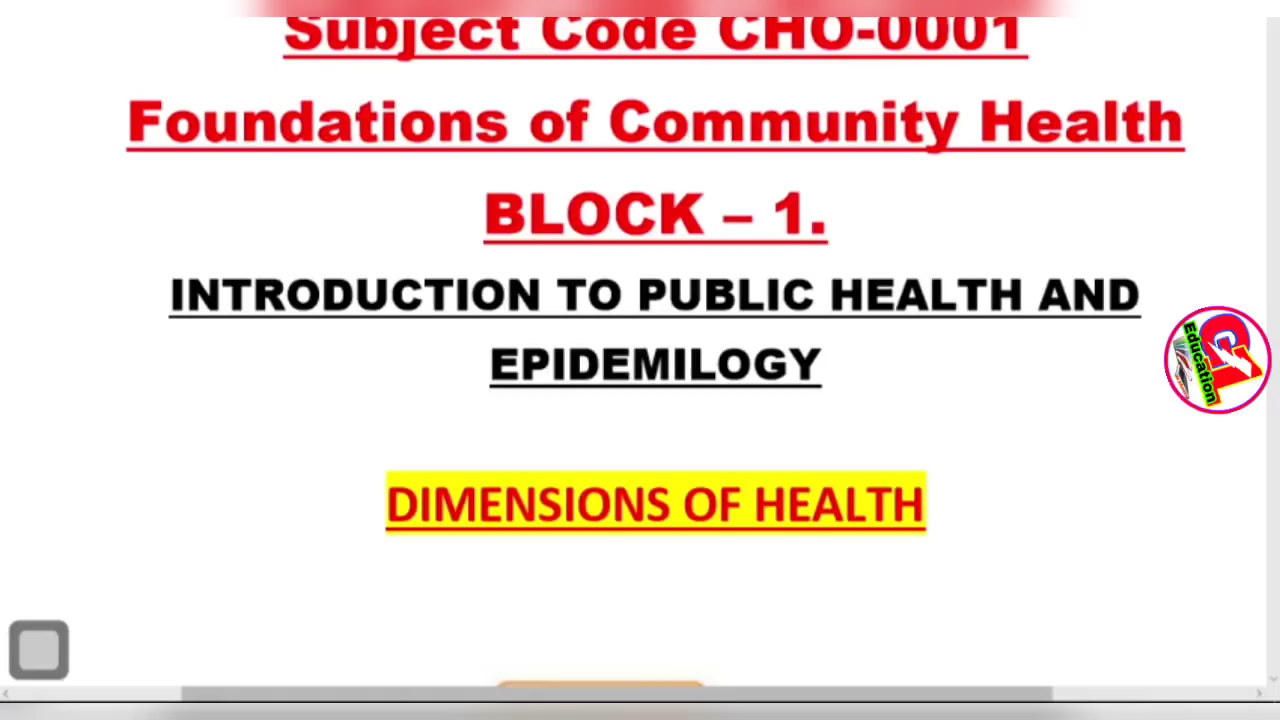 Subject Code CHO-0001
Foundations of Community Health
BLOCK – 1.
INTRODUCTION TO PUBLIC HEALTH AND
EPIDEMILOGY
Education
DIMENSIONS OF HEALTH